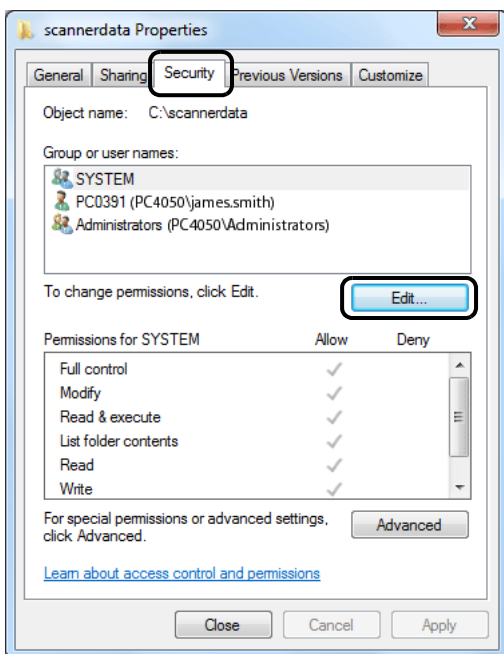 scannerdata Properties
General Sharing Security Previous Versions Customize
Object name: C:\scannerdata
Group or user names:
SYSTEM
PC0391 (PC4050\james.smith)
Administrators (PC4050\Administrators)
To change permissions, click Edit.
Edit...
Permissions for SYSTEM Allow Deny
Full control
Modify
Read & execute
List folder contents
Read
Write
For special permissions or advanced settings,
click Advanced.
Advanced
Learn about access control and permissions
Close Cancel Apply